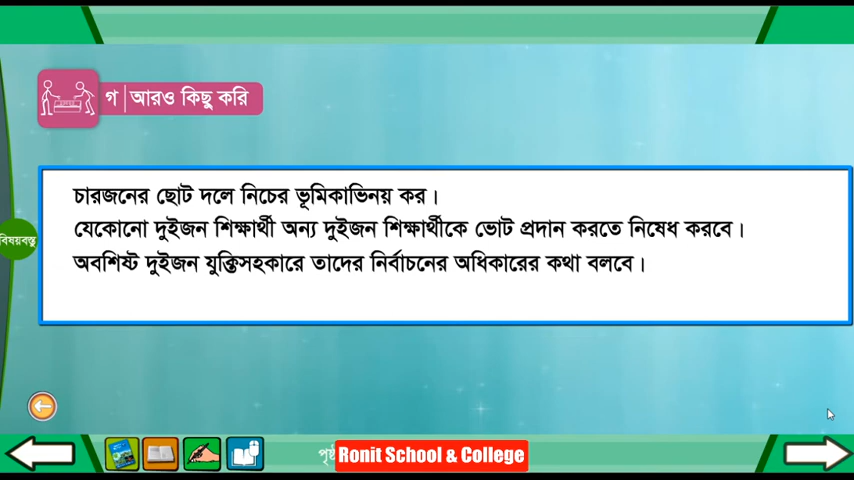 গ | আরও কিছু করি
চারজনের ছোট দলে নিচের ভূমিকাভিনয় কর।
যেকোনো দুইজন শিক্ষার্থী অন্য দুইজন শিক্ষার্থীকে ভোট প্রদান করতে নিষেধ করবে।
অবশিষ্ট দুইজন যুক্তিসহকারে তাদের নির্বাচনের অধিকারের কথা বলবে।
বিষয়বস্তু
Ronit School & College